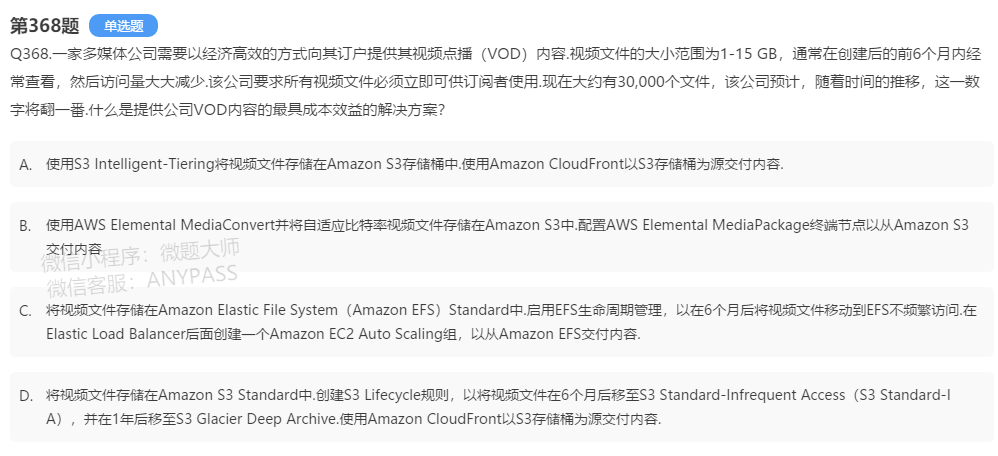 第368题 单选题
Q368.一家多媒体公司需要以经济高效的方式向其订户提供其视频点播（VOD）内容.视频文件的大小范围为1-15 GB，通常在创建后的前6个月内经
常查看，然后访问量大大减少.该公司要求所有视频文件必须立即可供订阅者使用.现在大约有30,000个文件，该公司预计，随着时间的推移，这一数
字将翻一番.什么是提供公司VOD内容的最具成本效益的解决方案？
A. 使用S3 Intelligent-Tiering将视频文件存储在Amazon S3存储桶中.使用Amazon CloudFront以S3存储桶为源交付内容.
B. 使用AWS Elemental MediaConvert并将自适应比特率视频文件存储在Amazon S3中.配置AWS Elemental MediaPackage终端节点以从Amazon S3
交付内容
微信小程序：微题大师
微信客服：ANYPASS
C. 将视频文件存储在Amazon Elastic File System（Amazon EFS）Standard中.启用EFS生命周期管理，以在6个月后将视频文件移动到EFS不频繁访问.在
Elastic Load Balancer后面创建一个Amazon EC2 Auto Scaling组，以从Amazon EFS交付内容.
D. 将视频文件存储在Amazon S3 Standard中.创建S3 Lifecycle规则，以将视频文件在6个月后移至S3 Standard-Infrequent Access（S3 Standard-I
A），并在1年后移至S3 Glacier Deep Archive.使用Amazon CloudFront以S3存储桶为源交付内容.